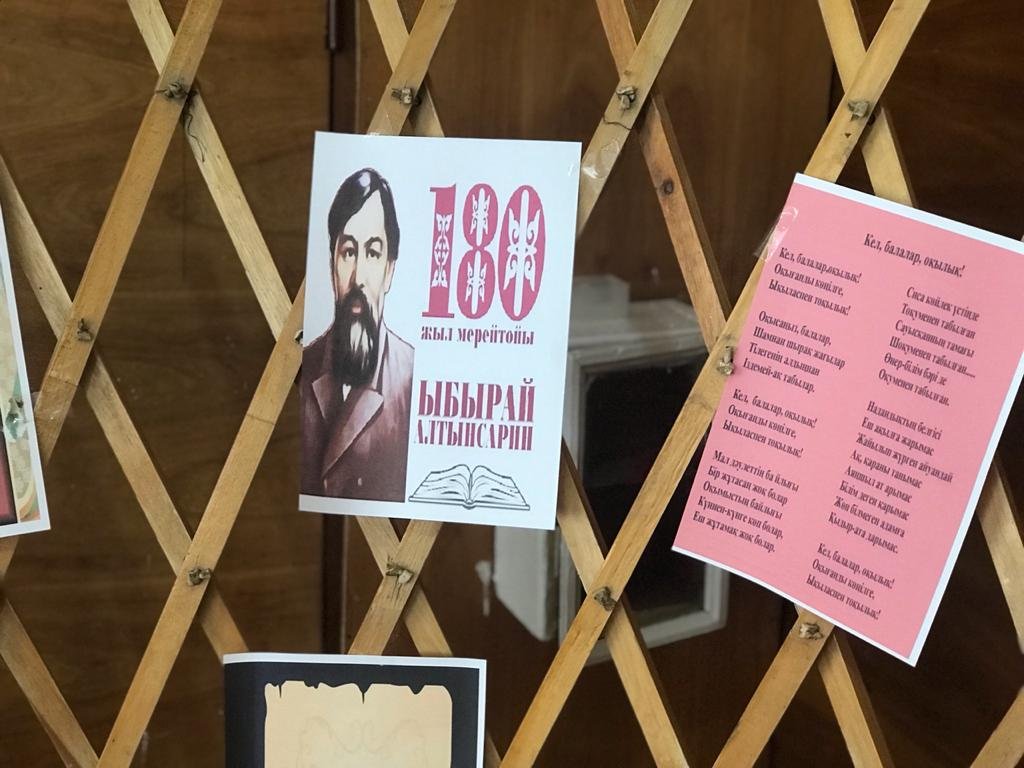 180
жыл мерейтойы
ЫБЫРАЙ
АЛТЫНСАРИН
Кел, балалар, оқылық!
Кел, балалар,оқылық!
Оқығанды көңілге,
Ықыласпен тоқылық!
Оқысаңыз, балалар,
Шамнан шырақ жағылар
Тілегенің алдыңнан
Іздемей-ақ табылар,
Кел, балалар, оқылық!
Оқығанды көңілге,
Ықыласпен тоқылық!
Мал дәулеттің ба йлығы
Бір жұтасаң жоқ болар
Оқымыстың байлығы
Күннен-күнге көп болар,
Еш жұтамақ жоқ болар,
Сиса көйлек үстіңде
Тоқуменен табылған
Сауысқанның тамағы
Шоқуменен табылған....
Өнер-білім бәрі де
Оқуменен табылған.
Наданлықтың белгісі
Еш ақылға жарымас
Жайылып жүрген айуандай
Ақ, қараны танымас
Аяншыл ат арымас
Білім деген қарымас
Жөн білмеген адамға
Қыдыр-ата дарымас.
Кел, балалар, оқылық!
Оқығанды көңілге,
Ықыласпен тоқылық!